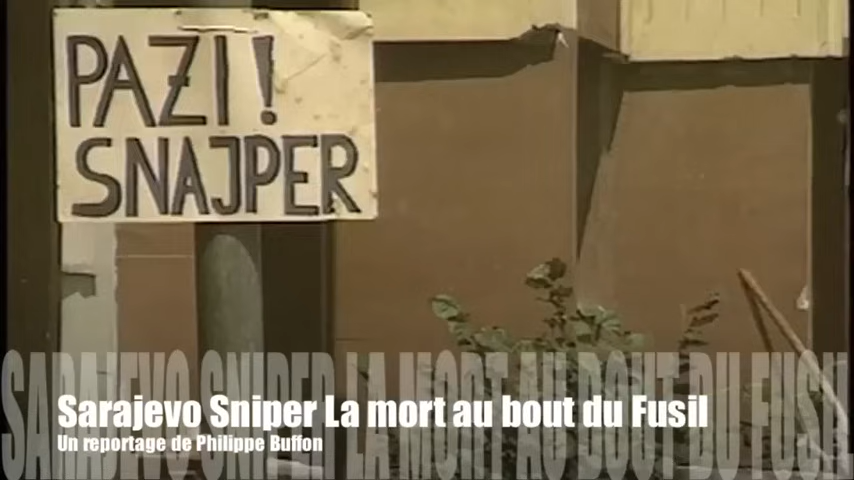 PAZI!
SNAJPER
SARAJEVO SNIPER LA MORT AU BOUT DU FUSIL
Sarajevo Sniper La mort au bout du Fusil
Un reportage de Philippe Buffon